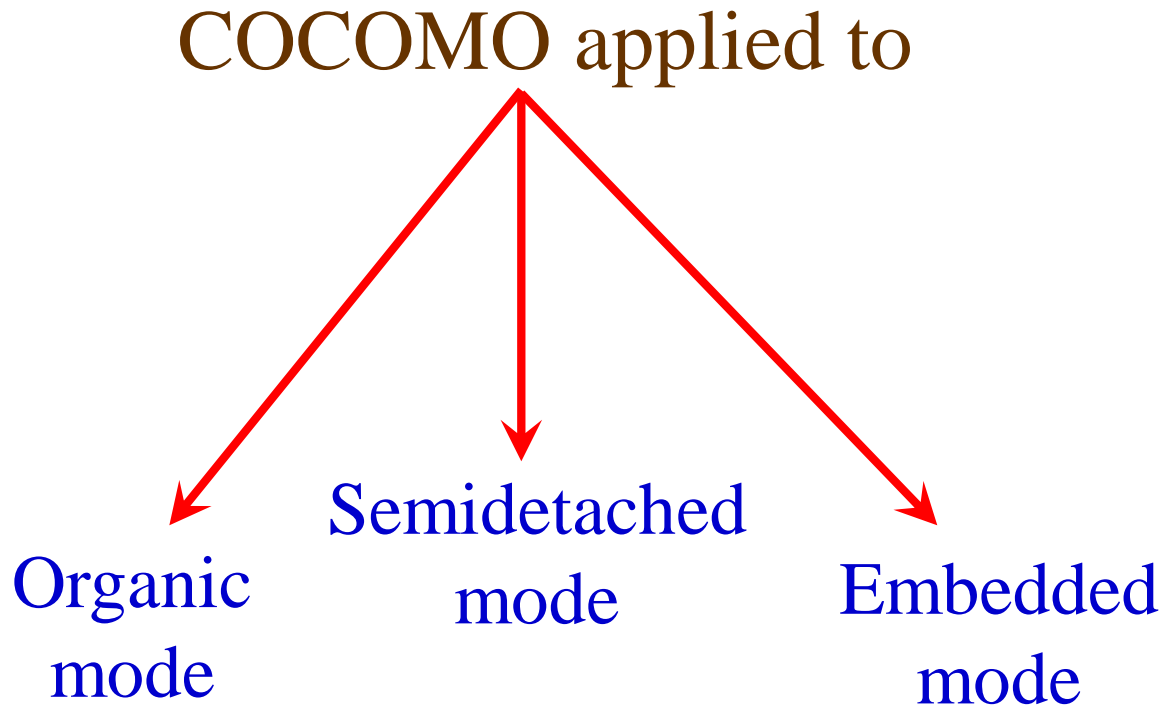 COCOMO applied to
Organic
mode
Semidetached
mode
Embedded
mode